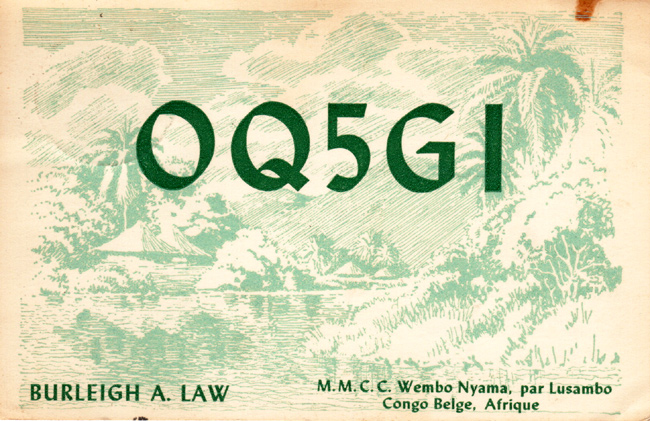 OQ5GI
BURLEIGH A. LAW
M.M.C.C. Wembo Nyama, par Lusambo
Congo Belge, Afrique